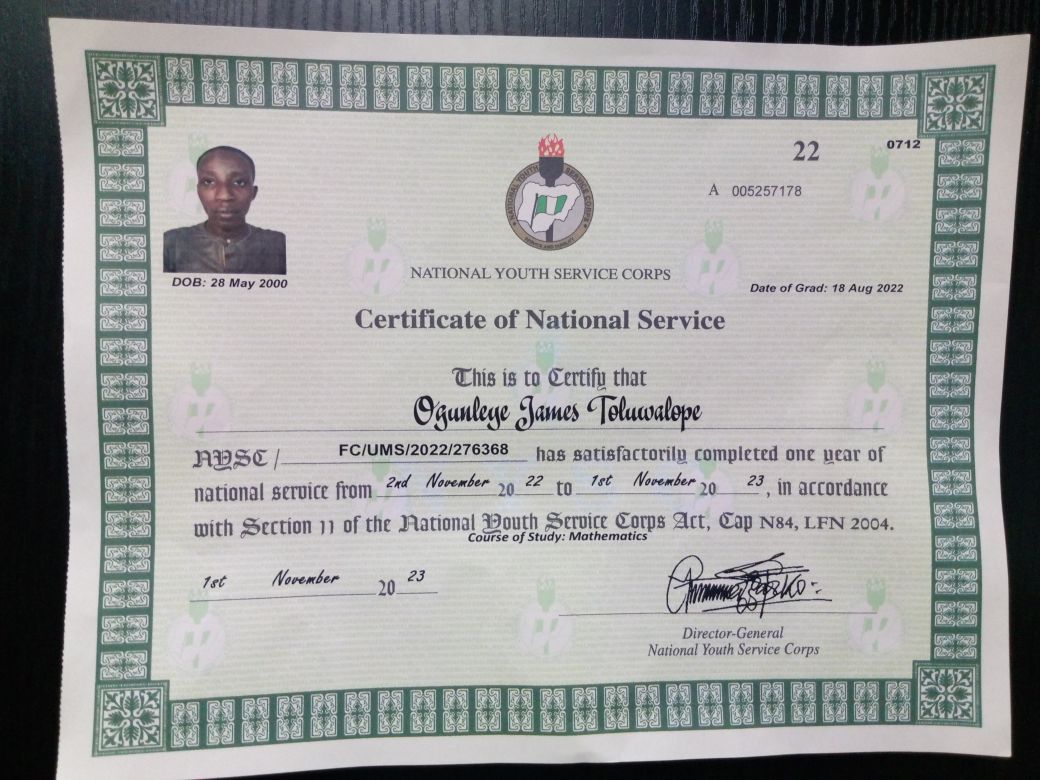 22
0712
A 005257178
NATIONAL YOUTH SERVICE CORPS
SERVICE AND HUMILITY
DOB: 28 May 2000
NATIONAL YOUTH SERVICE CORPS
Date of Grad: 18 Aug 2022
Certificate of National Service
This is to Certify that
Ogunleye James Toluwalope
NYSC / FC/UMS/2022/276368 has satisfactorily completed one year of
national service from 2nd November 20 22 to 1st November 20 23, in accordance
with Section 11 of the National Youth Service Corps Act, Cap N84, LFN 2004.
Course of Study: Mathematics
1st November 20 23
Director-General
National Youth Service Corps